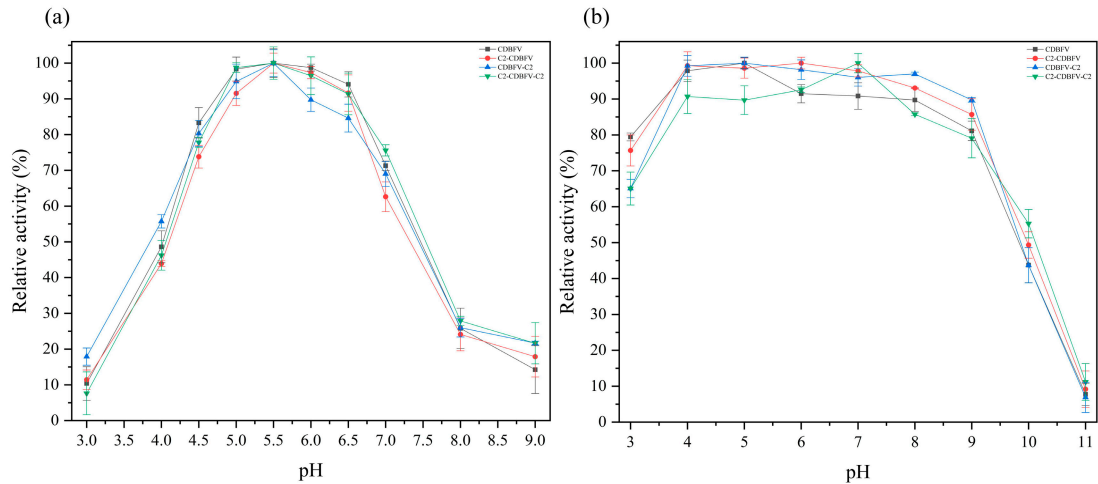 (a)
CDBFV
C2-CDBFV
CDBFV-C2
C2-CDBFV-C2
Relative activity (%)
100
90
80
70
60
50
40
30
20
10
0
3.0 3.5 4.0 4.5 5.0 5.5 6.0 6.5 7.0 7.5 8.0 8.5 9.0
pH
(b)
CDBFV
C2-CDBFV
CDBFV-C2
C2-CDBFV-C2
Relative activity (%)
100
90
80
70
60
50
40
30
20
10
0
3 4 5 6 7 8 9 10 11
pH